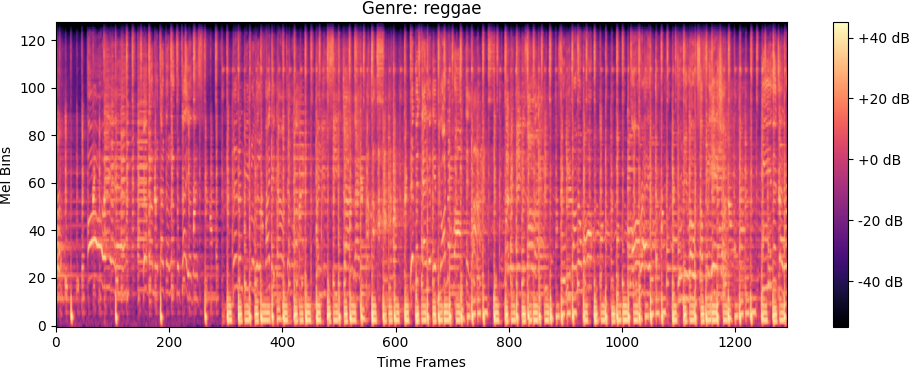 Genre: reggae
120
100
80
60
40
20
0
Mel Bins
0 200 400 600 800 1000 1200
Time Frames
+40 dB
+20 dB
+0 dB
-20 dB
-40 dB